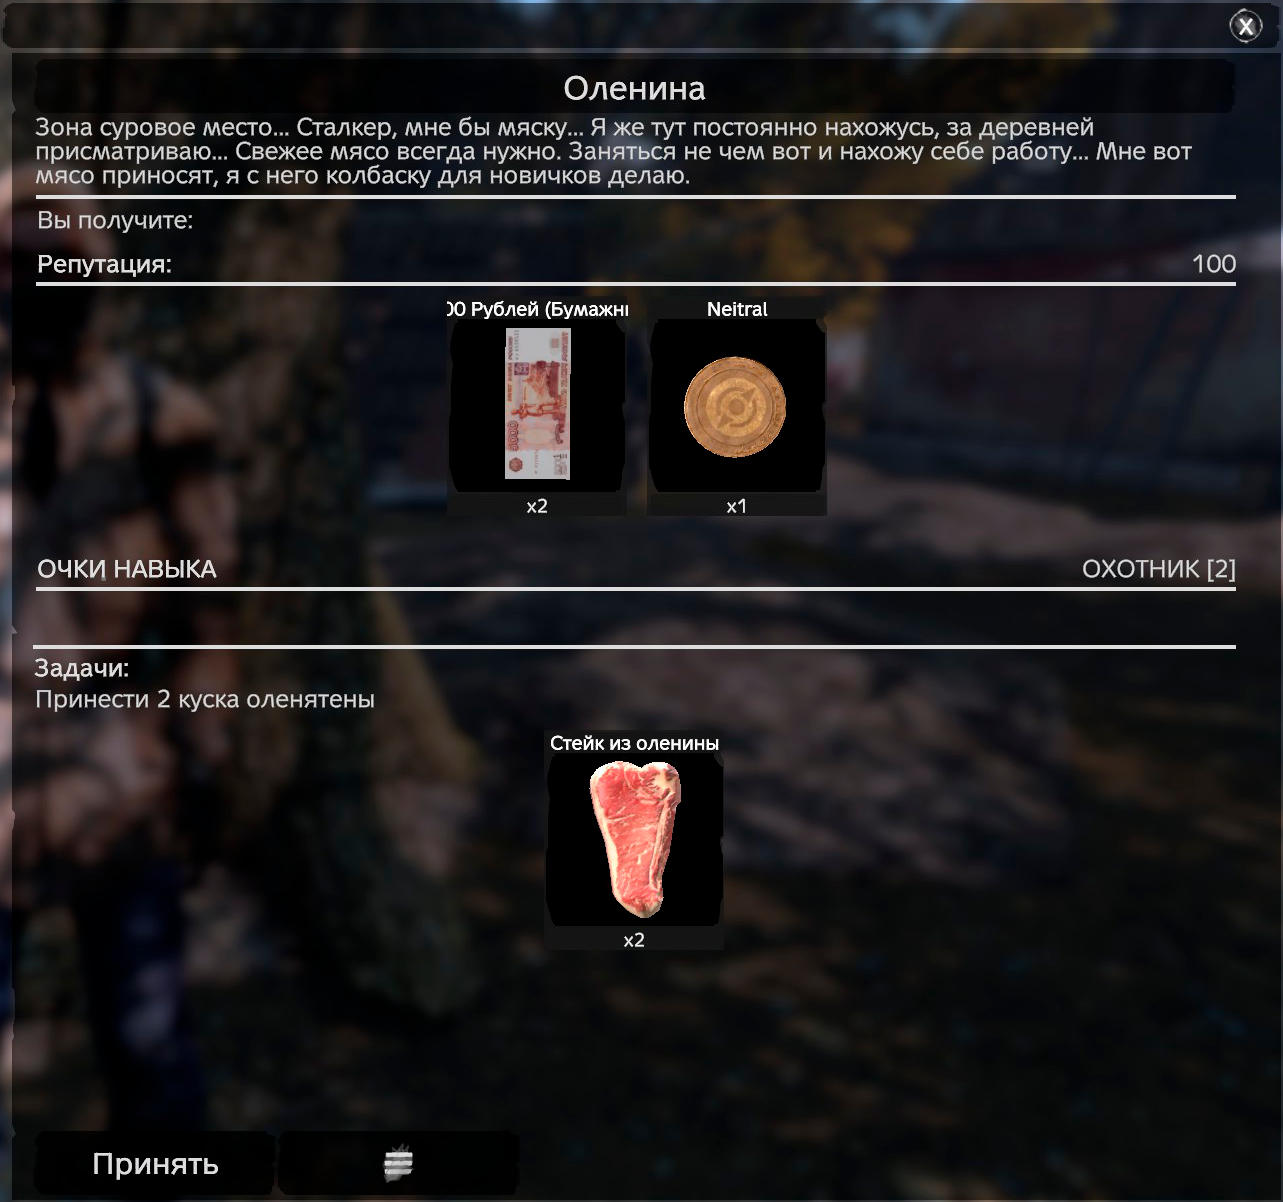 X
Оленина
Зона суровое место... Сталкер, мне бы мяску... Я же тут постоянно нахожусь, за деревней
присматриваю... Свежее мясо всегда нужно. Заняться не чем вот и нахожу себе работу... Мне вот
мясо приносят, я с него колбаску для новичков делаю.
Вы получите:
Репутация: 100
00 Рублей (Бумажн
Neitral
5000
x2
x1
ОЧКИ НАВЫКА ОХОТНИК [2]
Задачи:
Принести 2 куска оленятены
Стейк из оленины
x2
Принять